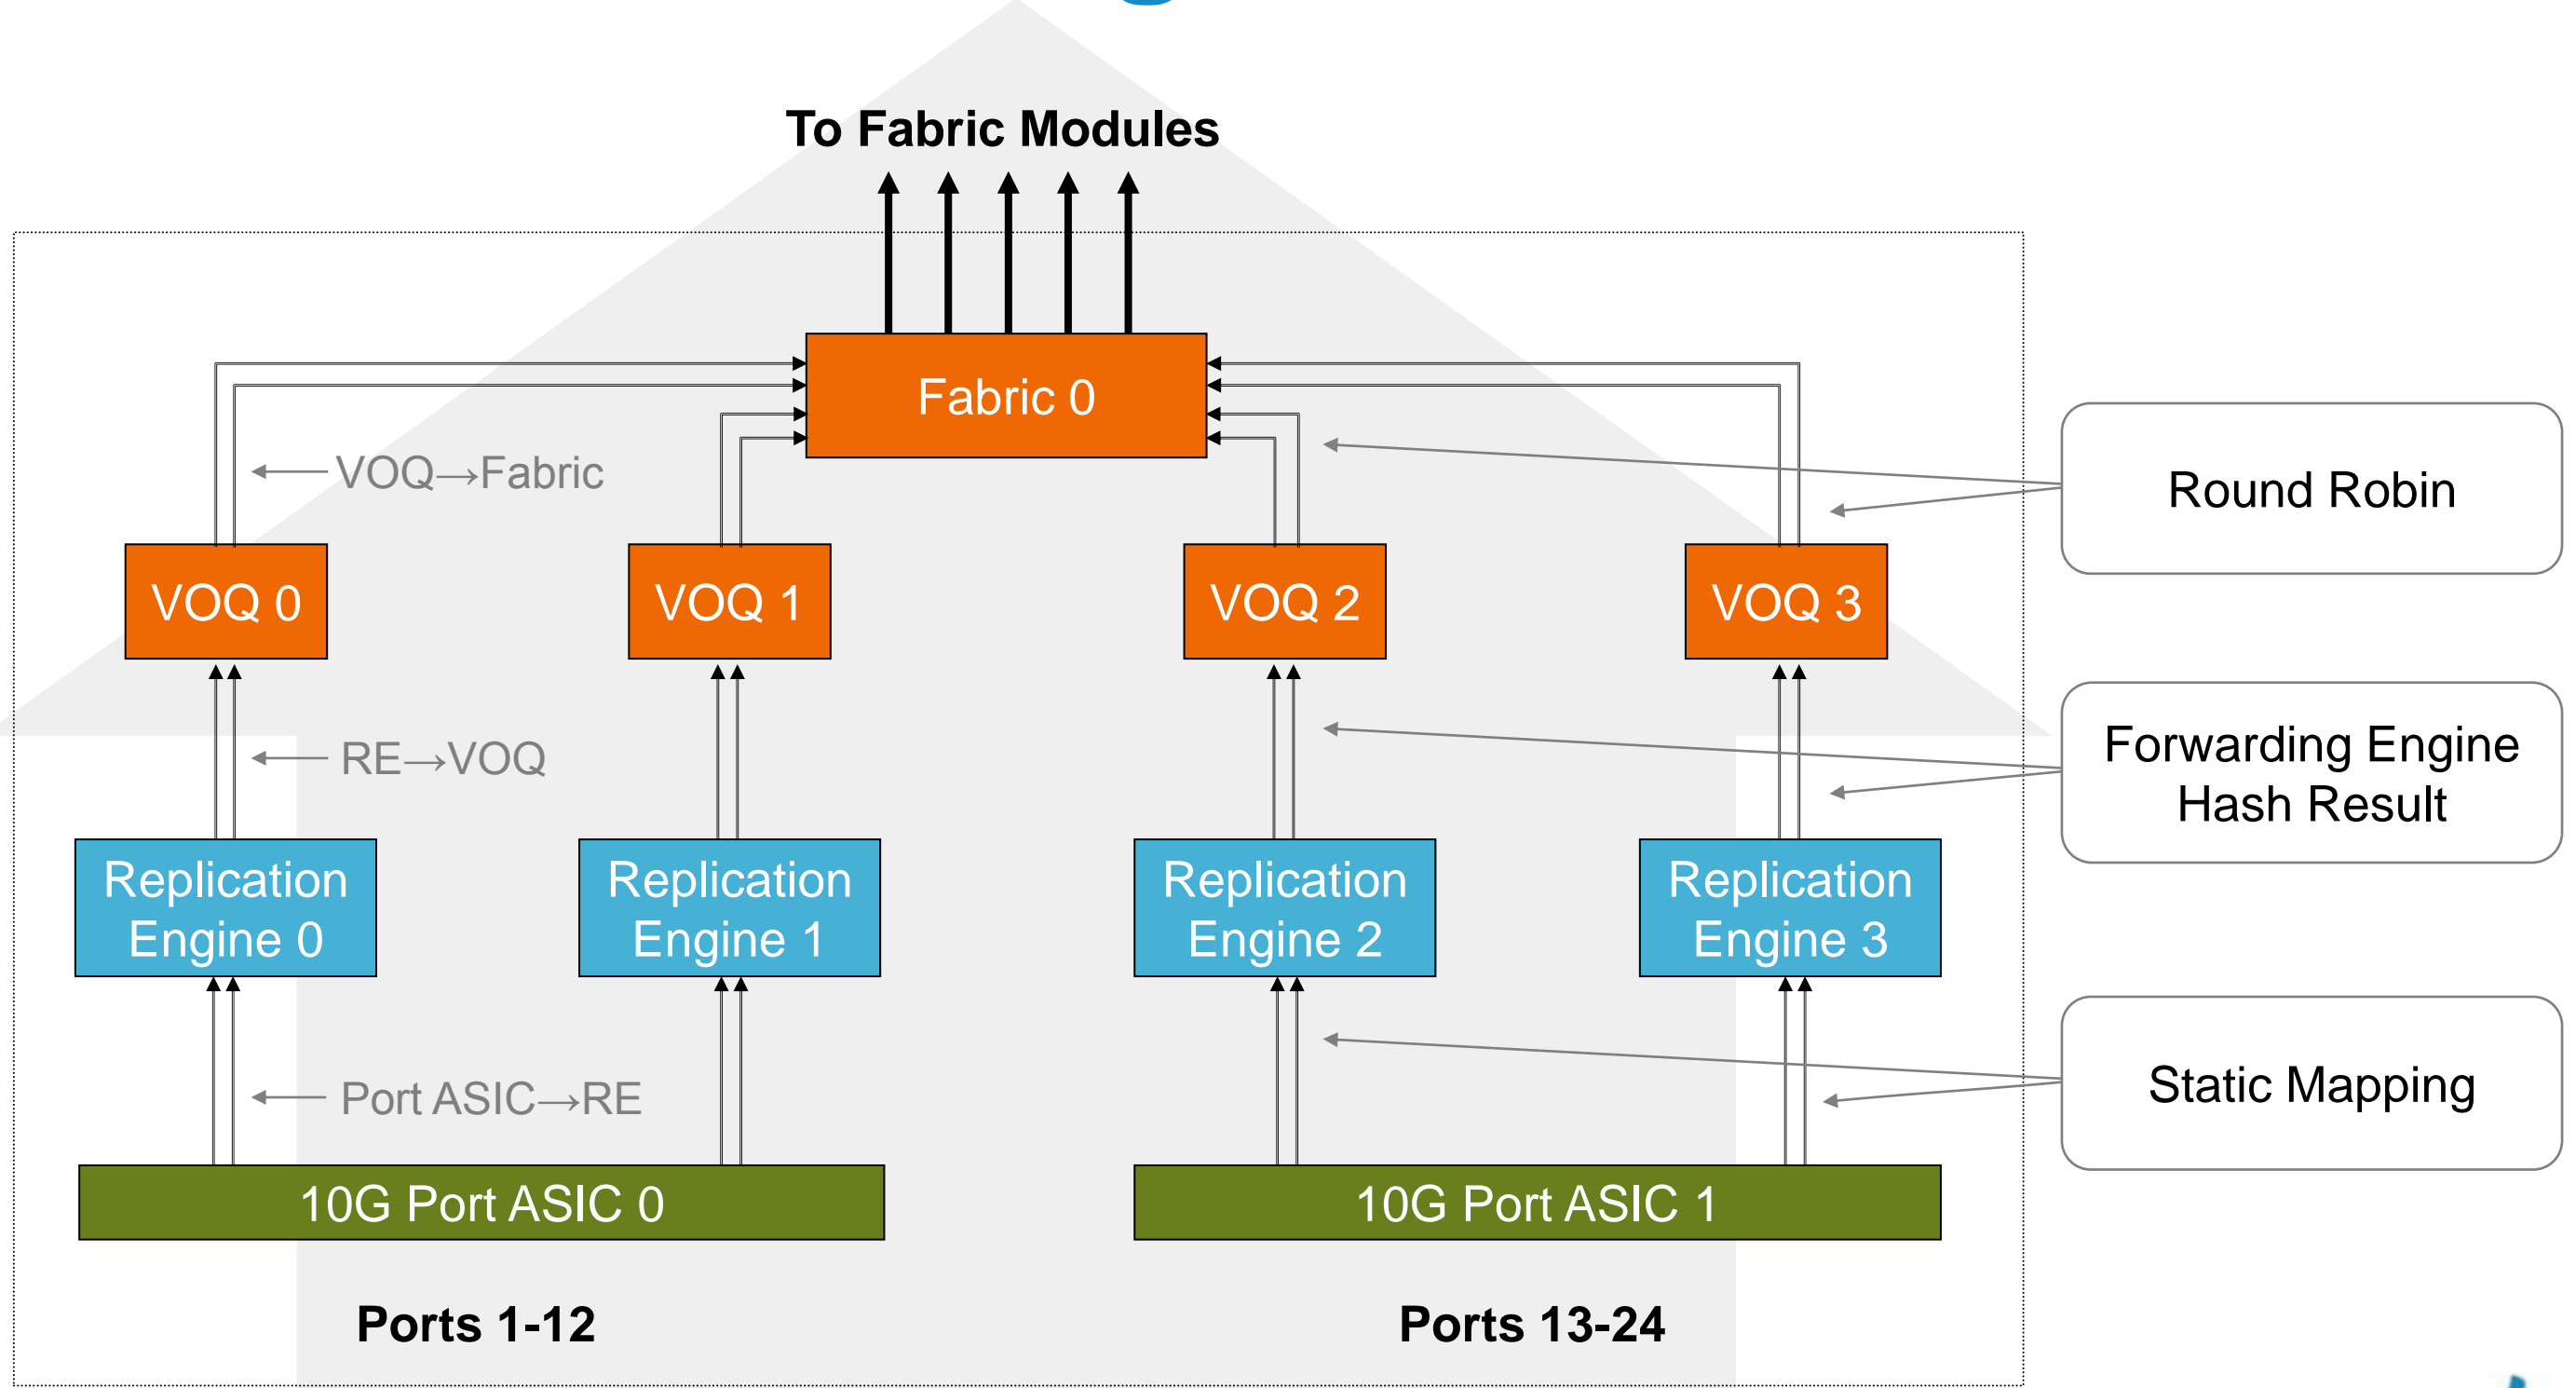 To Fabric Modules
Fabric 0
VOQ→Fabric
Round Robin
VOQ 0
VOQ 1
VOQ 2
VOQ 3
RE→VOQ
Forwarding Engine
Hash Result
Replication
Engine 0
Replication
Engine 1
Replication
Engine 2
Replication
Engine 3
Port ASIC→RE
Static Mapping
10G Port ASIC 0
10G Port ASIC 1
Ports 1-12
Ports 13-24